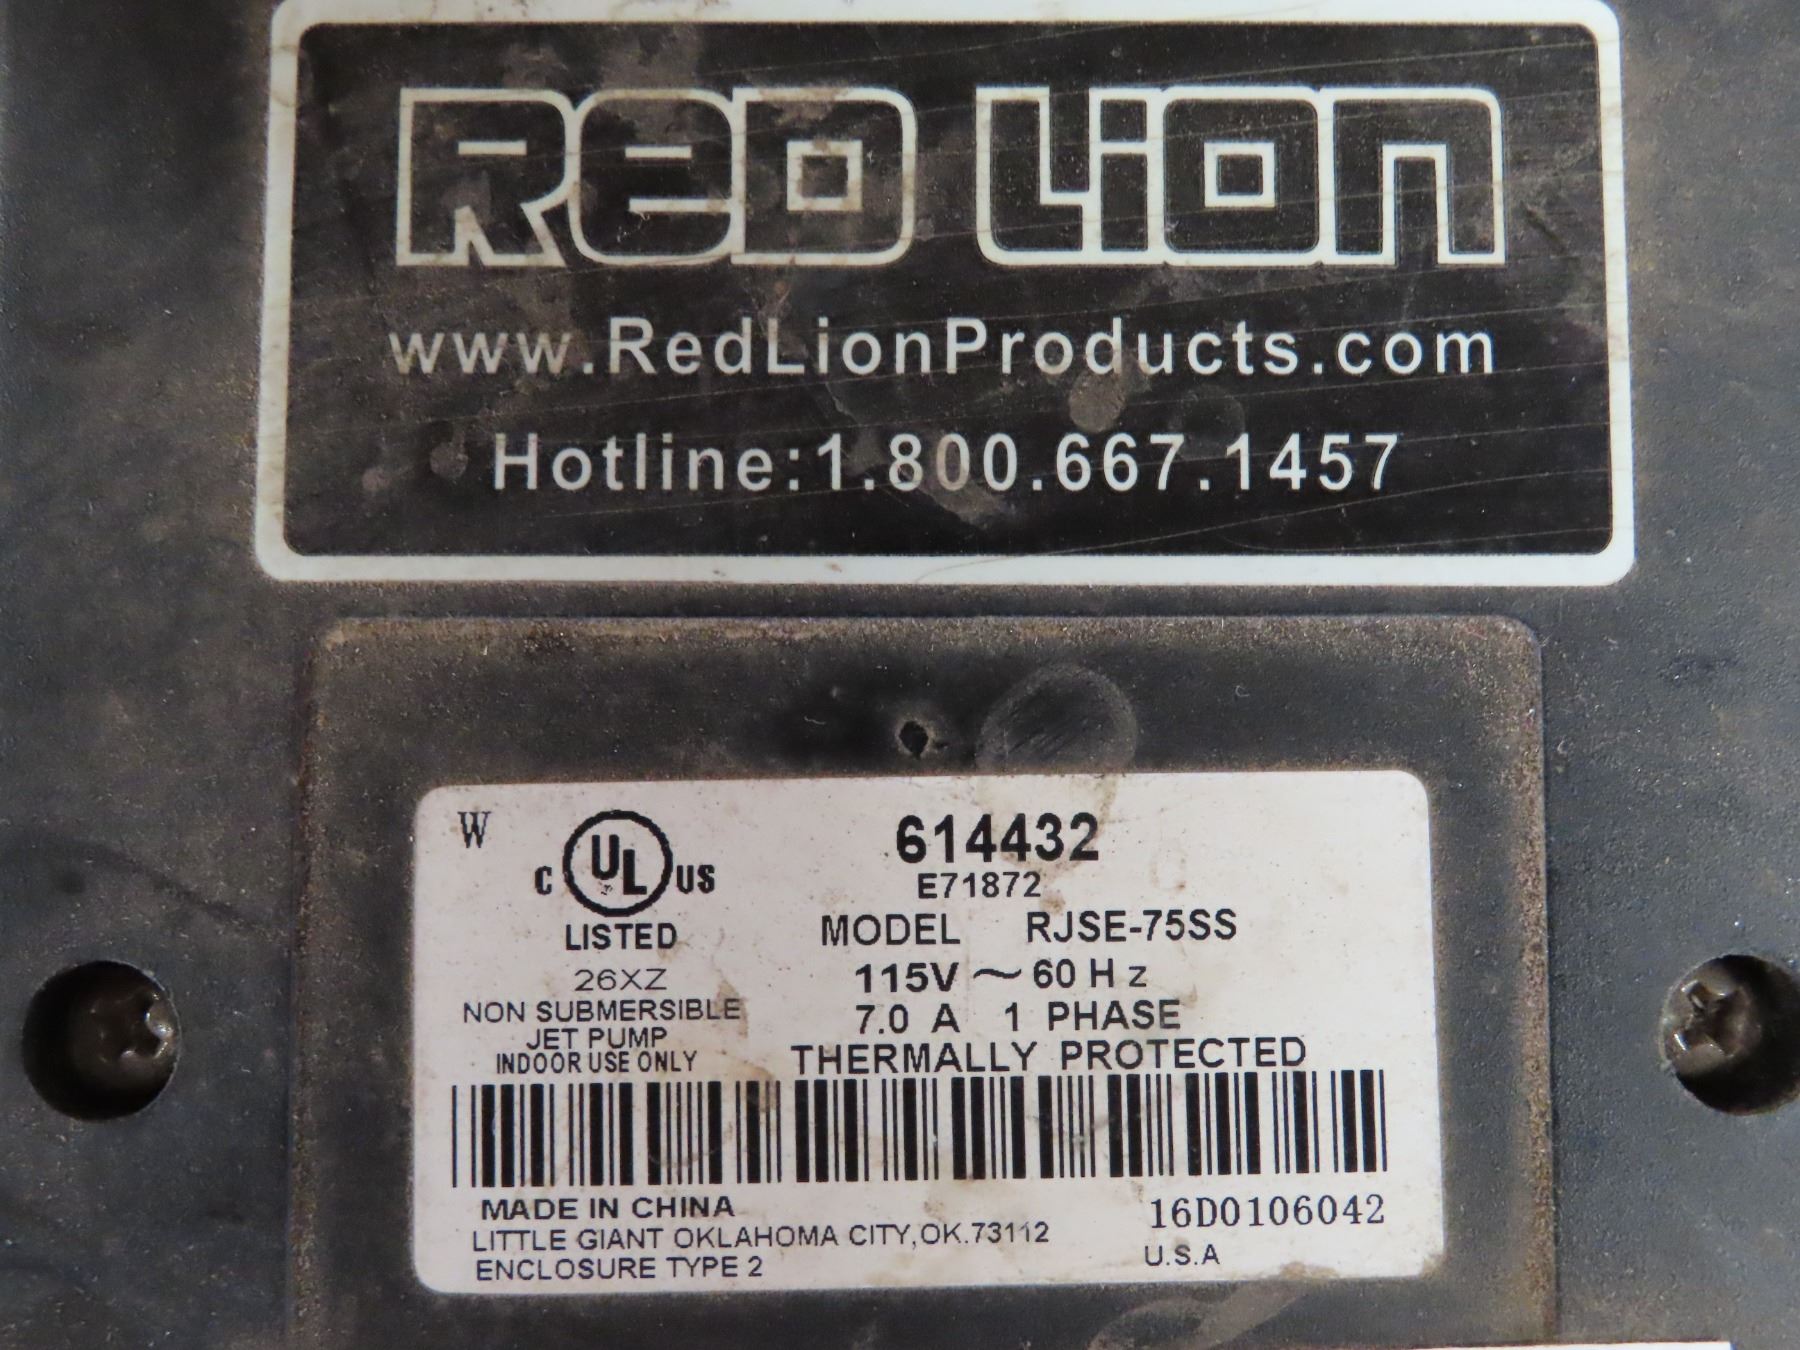 RED LION
www.RedLionProducts.com
Hotline:1.800.667.1457
W
C UL US
LISTED
26XZ
NON SUBMERSIBLE
JET PUMP
INDOOR USE ONLY
614432
E71872
MODEL RJSE-75SS
115V ~ 60 Hz
7.0 A 1 PHASE
THERMALLY PROTECTED
MADE IN CHINA
LITTLE GIANT OKLAHOMA CITY,OK.73112
ENCLOSURE TYPE 2
16D0106042
U.S.A